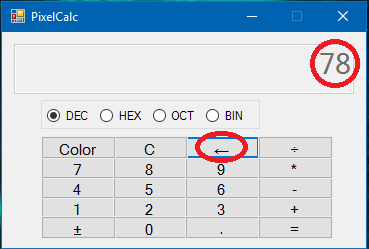 PixelCalc
78
DEC HEX OCT BIN
Color C ← ÷
7 8 9 *
4 5 6 -
1 2 3 +
± 0 . =